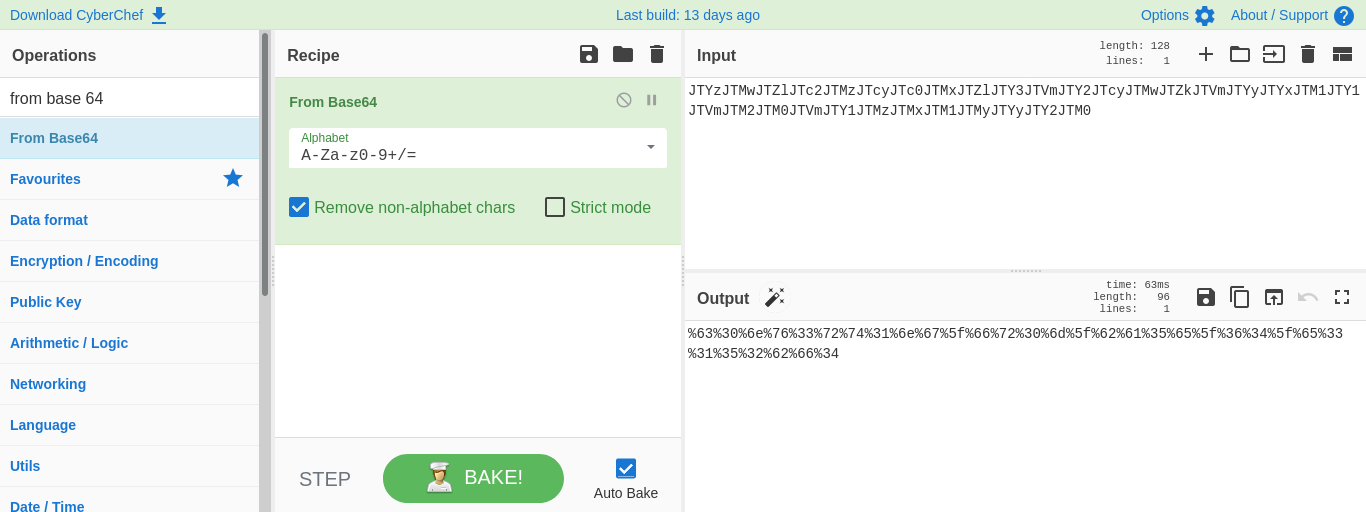 Download CyberChef
Last build: 13 days ago
Options
About / Support
Operations
from base 64
From Base64
Favourites
Data format
Encryption / Encoding
Public Key
Arithmetic / Logic
Networking
Language
Utils
Date / Time
Recipe
From Base64
Alphabet
A-Za-z0-9+/=
Remove non-alphabet chars
Strict mode
STEP
BAKE!
Auto Bake
Input
length: 128
lines: 1
JTYzJTMwJTZlJTc2JTMzJTcyJTc0JTMxJTZlJTY3JTVmJTY2JTcyJTMwJTZkJTVmJTYyJTYxJTM1JTY1
JTVmJTM2JTM0JTVmJTY1JTMzJTMxJTM1JTMyJTYyJTY2JTM0
Output
time: 63ms
length: 96
lines: 1
%63%30%6e%76%33%72%74%31%6e%67%5f%66%72%30%6d%5f%62%61%35%65%5f%36%34%5f%65%33
%31%35%32%62%66%34